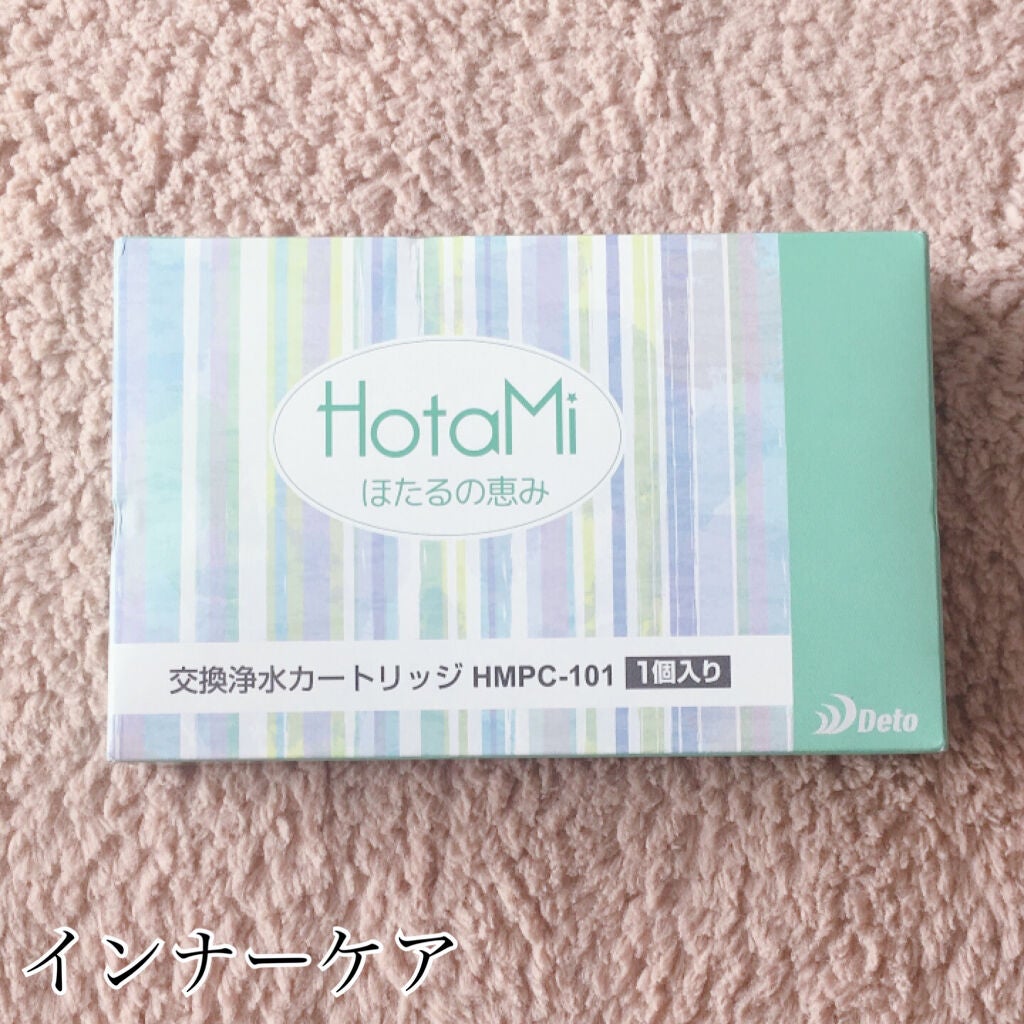 HotaMi
ほたるの恵み
交換浄水カートリッジ HMPC-101 1個入り
Deto
インナーケア